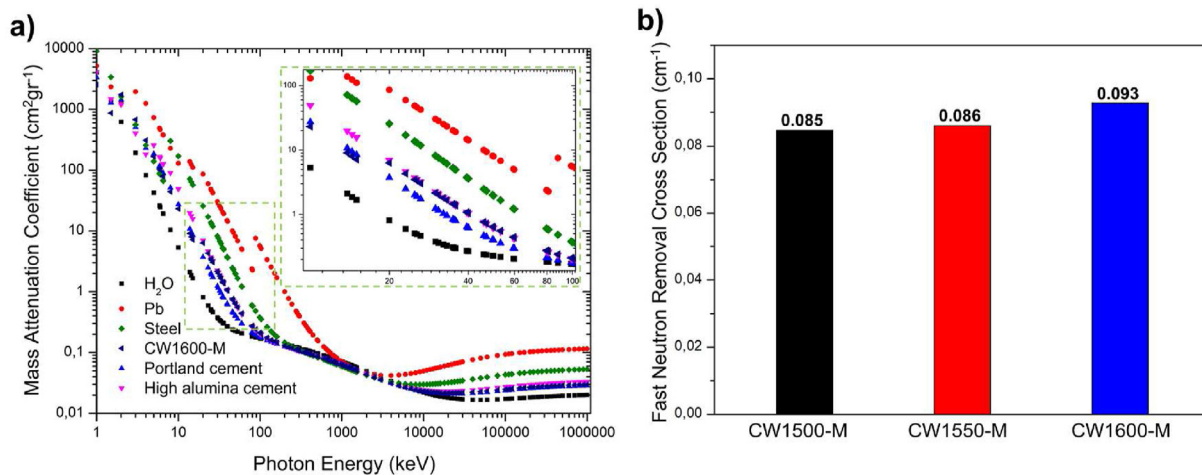 a)
Mass Attenuation Coefficient (cm²gr⁻¹)
10000
1000
100
10
1
0,1
0,01
1
10
100
1000
10000
100000
1000000
Photon Energy (keV)
H₂O
Pb
Steel
CW1600-M
Portland cement
High alumina cement
100
10
1
20
40
60
80
100
b)
Fast Neutron Removal Cross Section (cm⁻¹)
0,10
0,08
0,06
0,04
0,02
0,00
0.085
0.086
0.093
CW1500-M
CW1550-M
CW1600-M